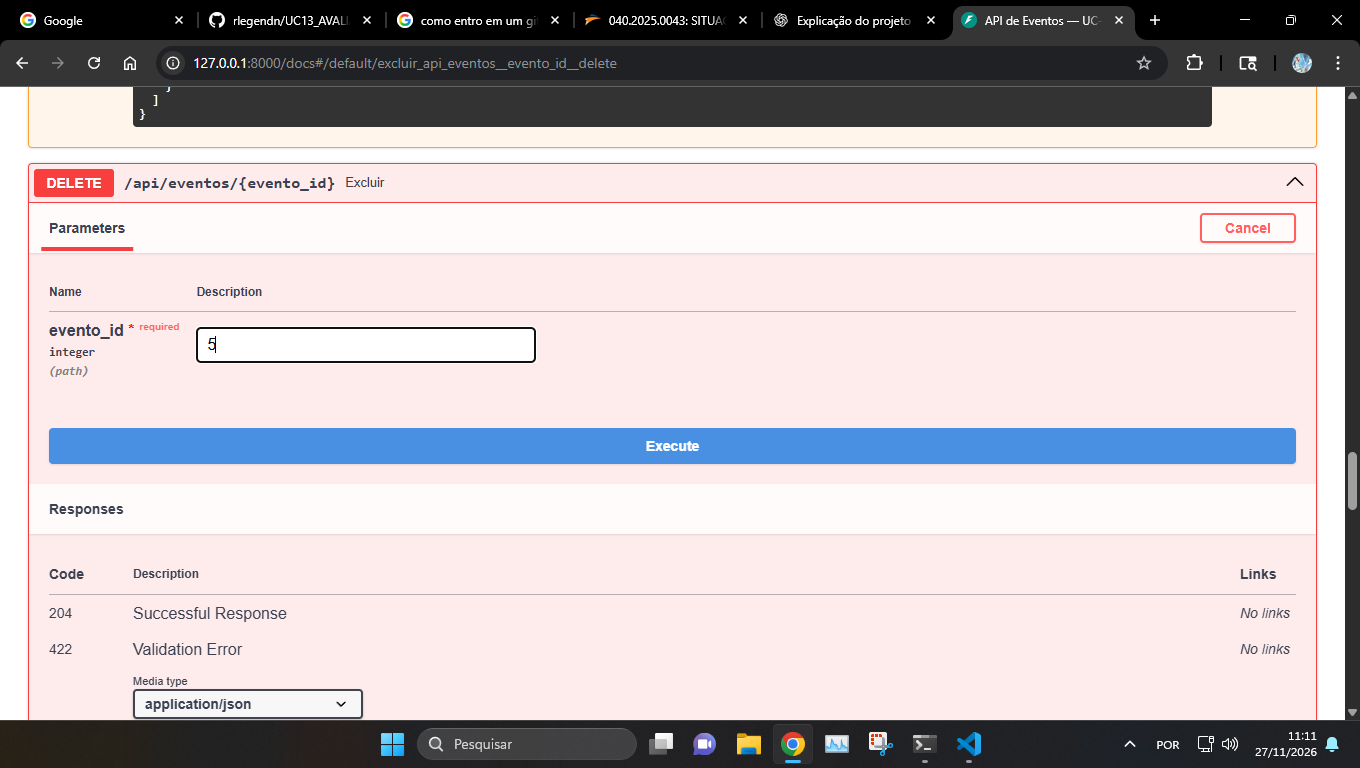 Google
rlegendn/UC13_AVALI
como entro em um gi
040.2025.0043: SITUAC
Explicação do projeto
API de Eventos — UC-
127.0.0.1:8000/docs#/default/excluir_api_eventos__evento_id__delete
}
]
}
DELETE /api/eventos/{evento_id} Excluir
Parameters
Cancel
Name Description
evento_id * required
integer
(path)
5
Execute
Responses
Code Description Links
204 Successful Response No links
422 Validation Error No links
Media type
application/json
Pesquisar
POR
11:11
27/11/2026